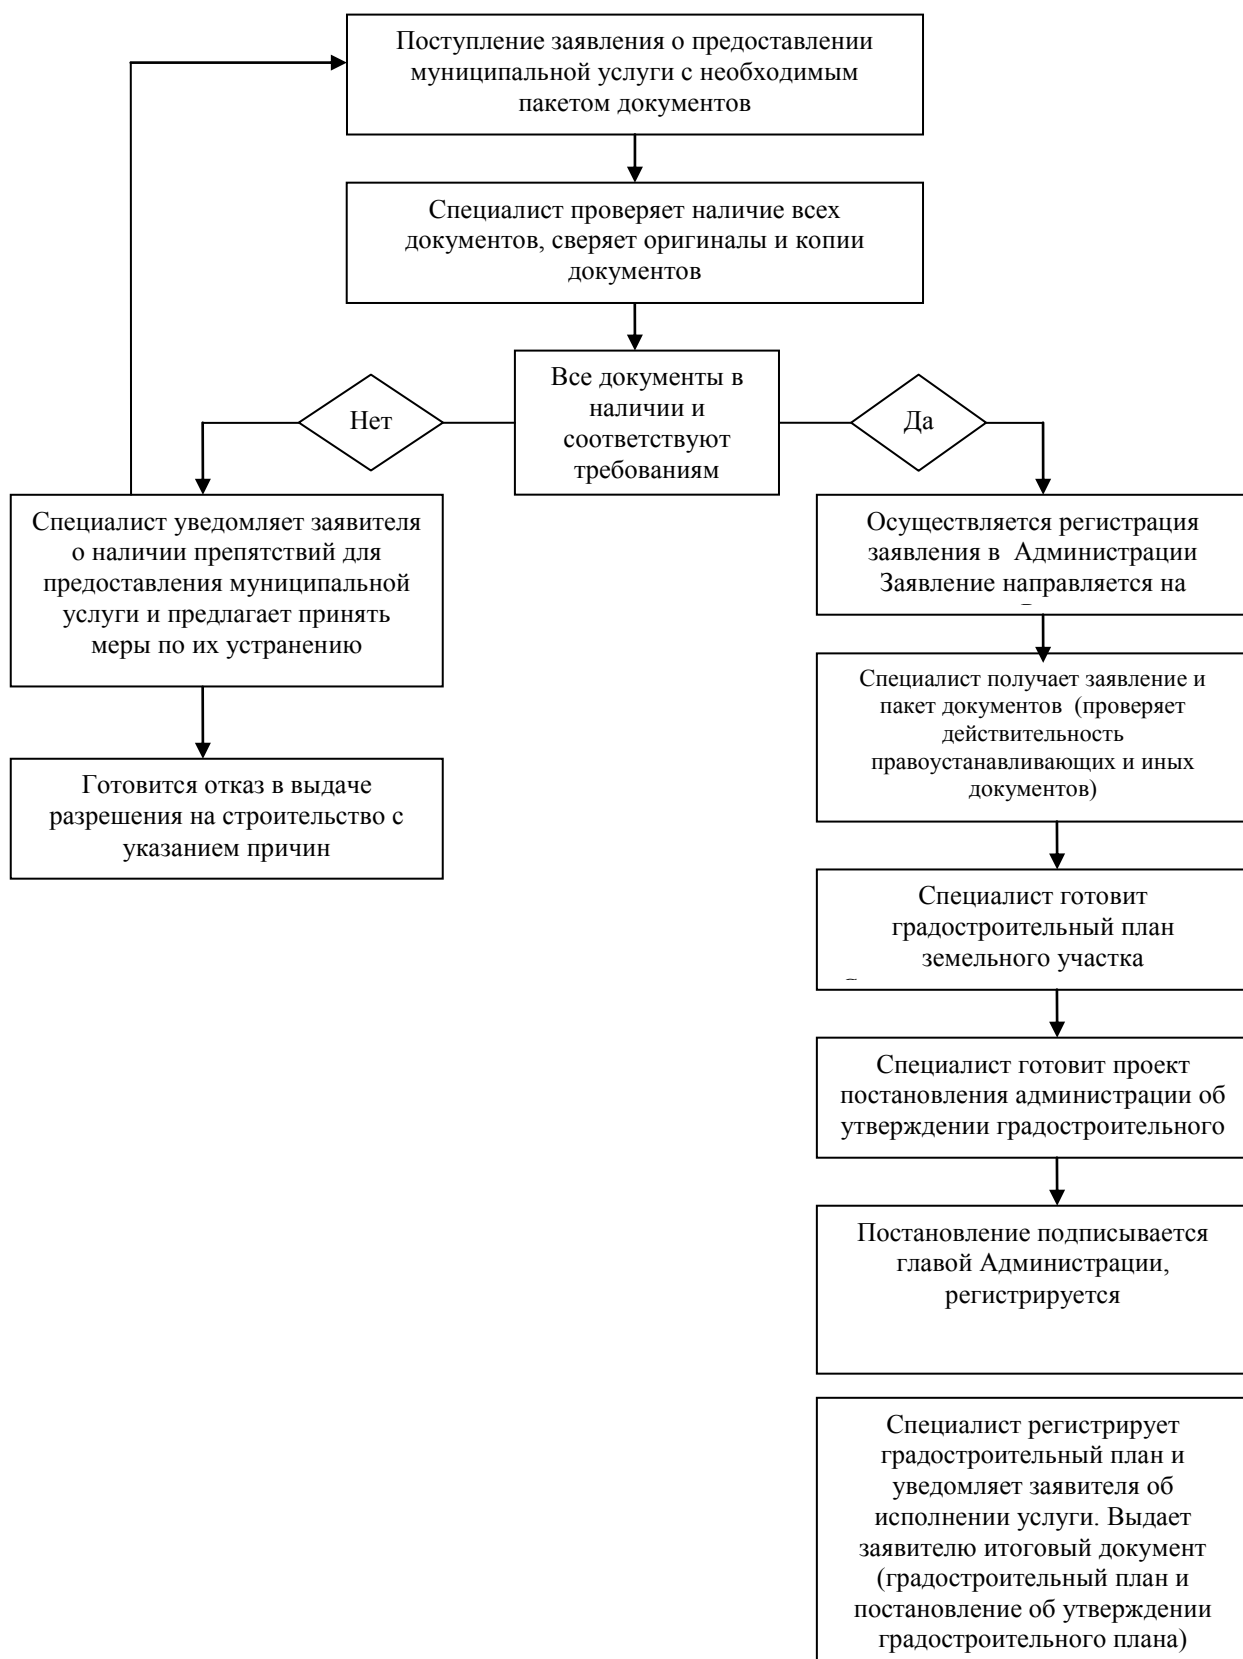 Поступление заявления о предоставлении
муниципальной услуги с необходимым
пакетом документов
Специалист проверяет наличие всех
документов, сверяет оригиналы и копии
документов
Все документы в
наличии и
соответствуют
требованиям
Нет
Да
Специалист уведомляет заявителя
о наличии препятствий для
предоставления муниципальной
услуги и предлагает принять
меры по их устранению
Готовится отказ в выдаче
разрешения на строительство с
указанием причин
Осуществляется регистрация
заявления в Администрации
Заявление направляется на
Специалист получает заявление и
пакет документов (проверяет
действительность
правоустанавливающих и иных
документов)
Специалист готовит
градостроительный план
земельного участка
Специалист готовит проект
постановления администрации об
утверждении градостроительного
Постановление подписывается
главой Администрации,
регистрируется
Специалист регистрирует
градостроительный план и
уведомляет заявителя об
исполнении услуги. Выдает
заявителю итоговый документ
(градостроительный план и
постановление об утверждении
градостроительного плана)